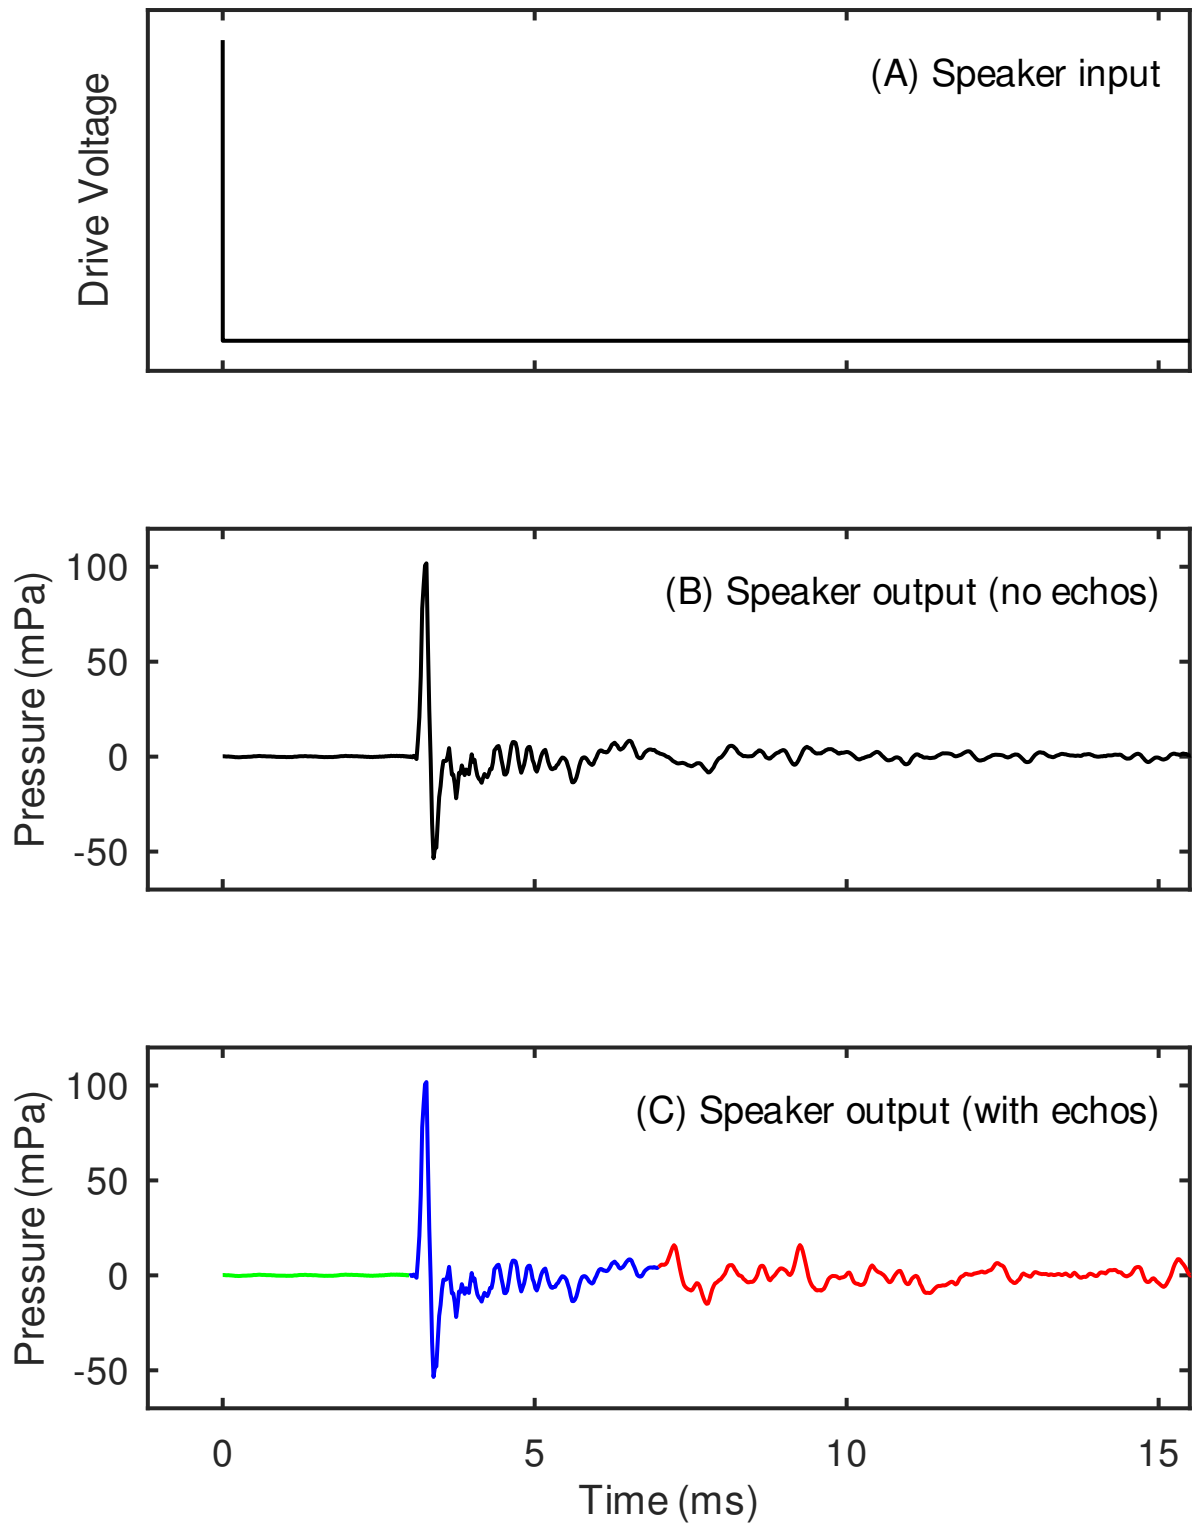 Drive Voltage
(A) Speaker input
Pressure (mPa)
100
50
0
-50
(B) Speaker output (no echos)
Pressure (mPa)
100
50
0
-50
(C) Speaker output (with echos)
0 5 10 15
Time (ms)